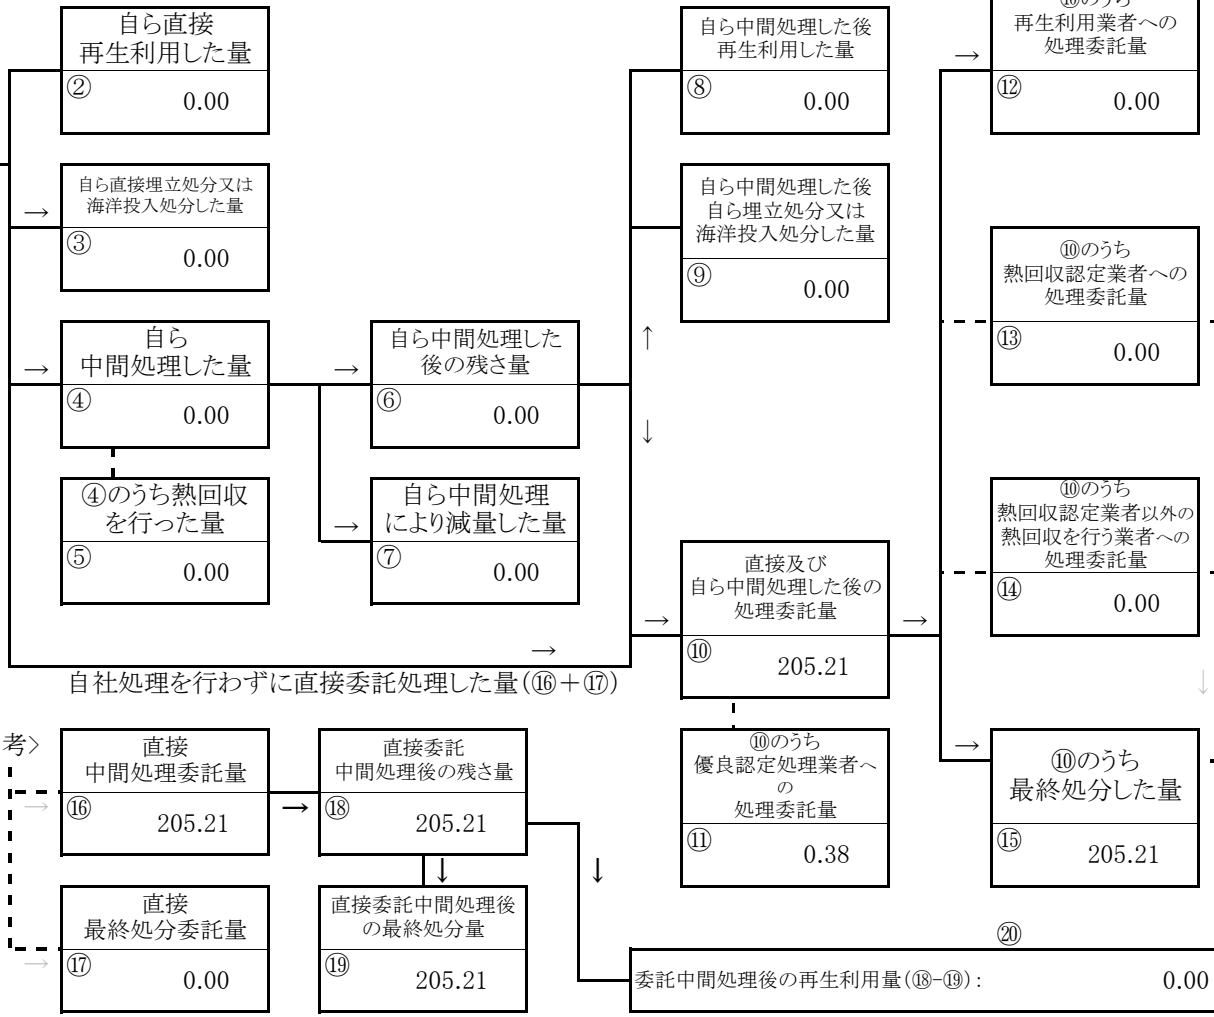 自ら直接
再生利用した量
②
0.00
→
自ら直接埋立処分又は
海洋投入処分した量
③
0.00
→
自ら
中間処理した量
④
0.00
④のうち熱回収
を行った量
⑤
0.00
→
自ら中間処理した
後の残さ量
⑥
0.00
→
自ら中間処理
により減量した量
⑦
0.00
→
自社処理を行わずに直接委託処理した量(⑯+⑰)
自ら中間処理した後
再生利用した量
⑧
0.00
自ら中間処理した後
自ら埋立処分又は
海洋投入処分した量
⑨
0.00
↑
↓
→
直接及び
自ら中間処理した後の
処理委託量
⑩
205.21
→
⑩のうち
優良認定処理業者へ
の
処理委託量
⑪
0.38
→
⑩のうち
再生利用業者への
処理委託量
⑫
0.00
⑩のうち
熱回収認定業者への
処理委託量
⑬
0.00
⑩のうち
熱回収認定業者以外の
熱回収を行う業者への
処理委託量
⑭
0.00
↓
→
⑩のうち
最終処分した量
⑮
205.21
考>
→
直接
中間処理委託量
⑯
205.21
→
直接委託
中間処理後の残さ量
⑱
205.21
↓
↓
→
直接
最終処分委託量
⑰
0.00
直接委託中間処理後
の最終処分量
⑲
205.21
⑳
委託中間処理後の再生利用量(⑱-⑲): 0.00